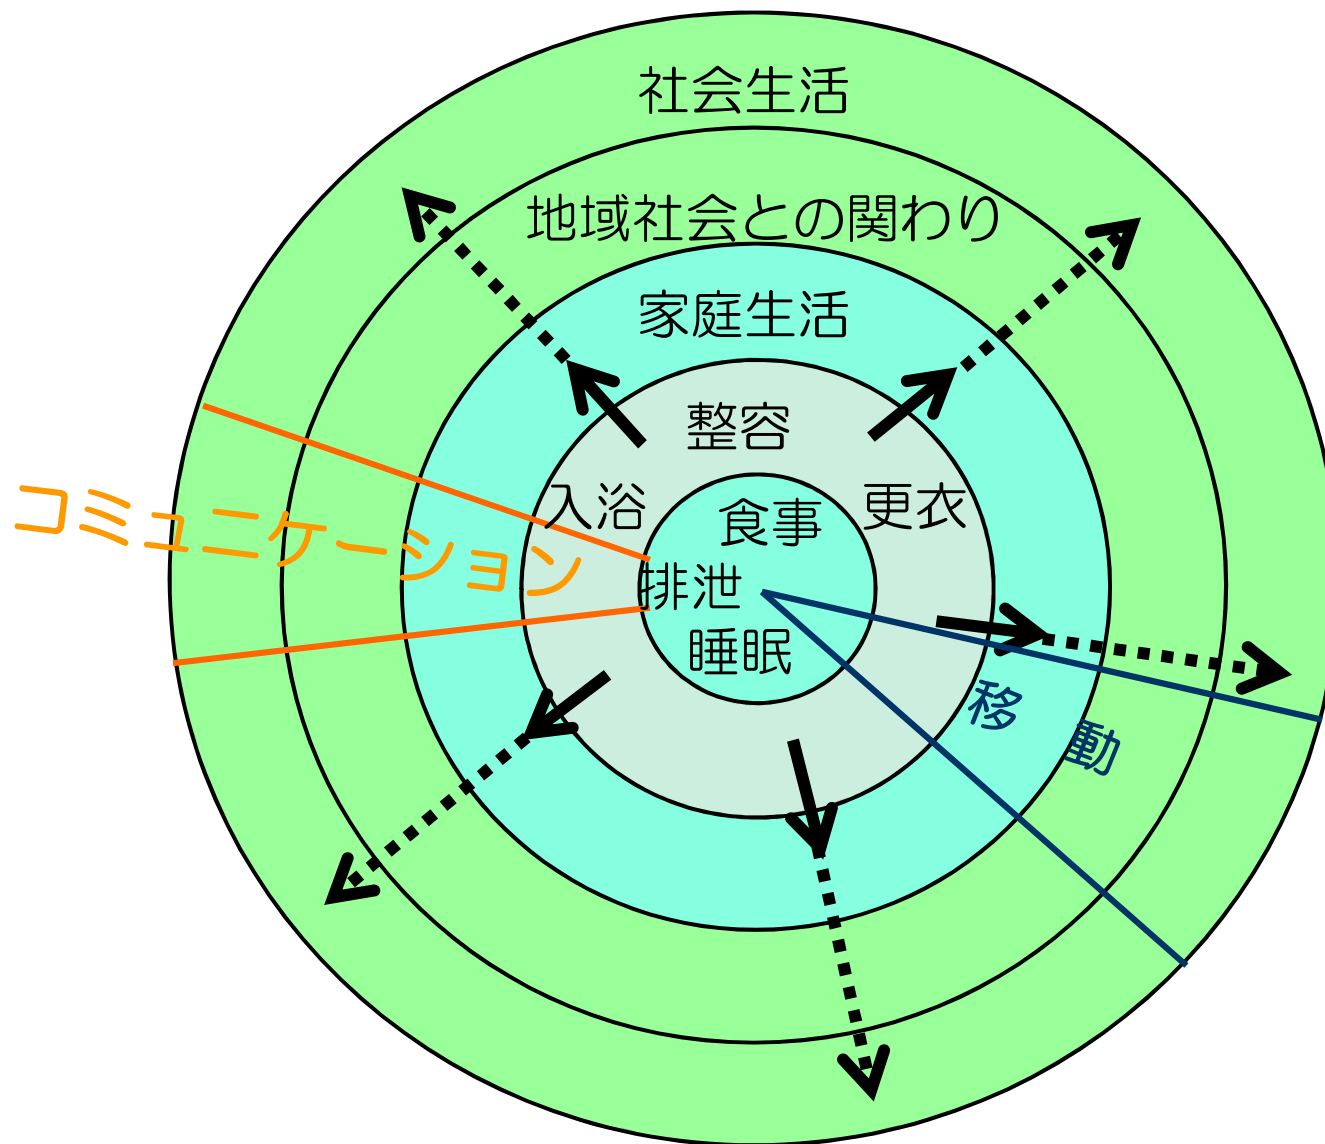 社会生活
地域社会との関わり
家庭生活
整容
入浴
食事
更衣
コミュニケーション
排泄
睡眠
移動